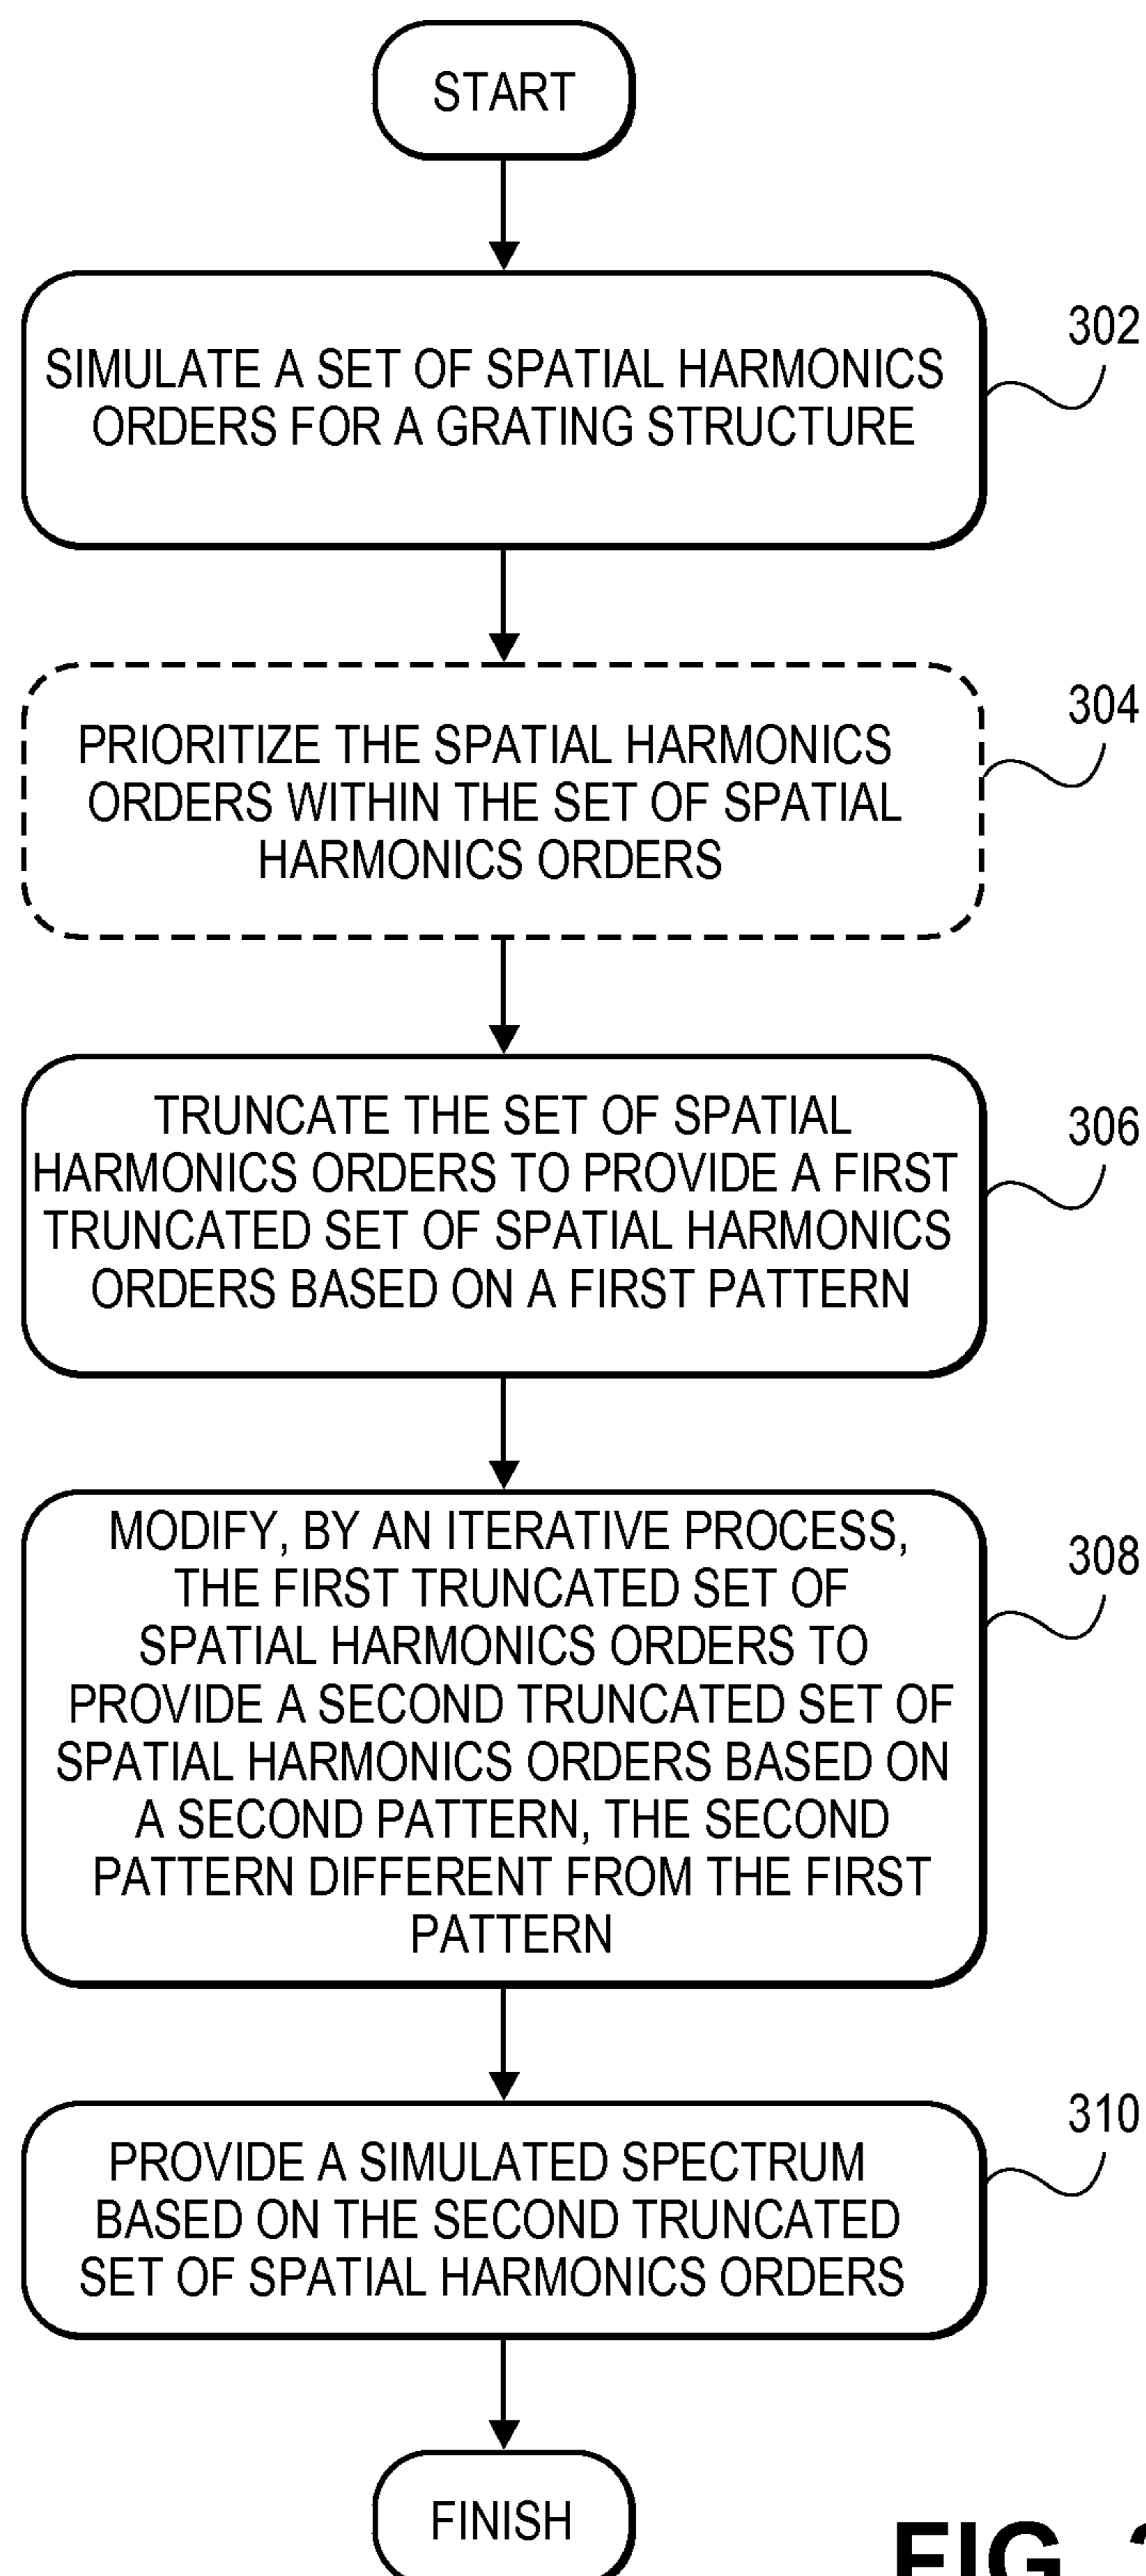 START
302
SIMULATE A SET OF SPATIAL HARMONICS
ORDERS FOR A GRATING STRUCTURE
304
PRIORITIZE THE SPATIAL HARMONICS
ORDERS WITHIN THE SET OF SPATIAL
HARMONICS ORDERS
306
TRUNCATE THE SET OF SPATIAL
HARMONICS ORDERS TO PROVIDE A FIRST
TRUNCATED SET OF SPATIAL HARMONICS
ORDERS BASED ON A FIRST PATTERN
308
MODIFY, BY AN ITERATIVE PROCESS,
THE FIRST TRUNCATED SET OF
SPATIAL HARMONICS ORDERS TO
PROVIDE A SECOND TRUNCATED SET OF
SPATIAL HARMONICS ORDERS BASED ON
A SECOND PATTERN, THE SECOND
PATTERN DIFFERENT FROM THE FIRST
PATTERN
310
PROVIDE A SIMULATED SPECTRUM
BASED ON THE SECOND TRUNCATED
SET OF SPATIAL HARMONICS ORDERS
FINISH
FIG.